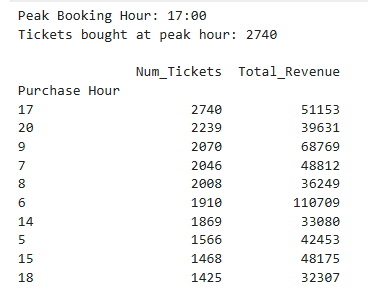 Peak Booking Hour: 17:00
Tickets bought at peak hour: 2740
Num_Tickets Total_Revenue
Purchase Hour
17 2740 51153
20 2239 39631
9 2070 68769
7 2046 48812
8 2008 36249
6 1910 110709
14 1869 33080
5 1566 42453
15 1468 48175
18 1425 32307